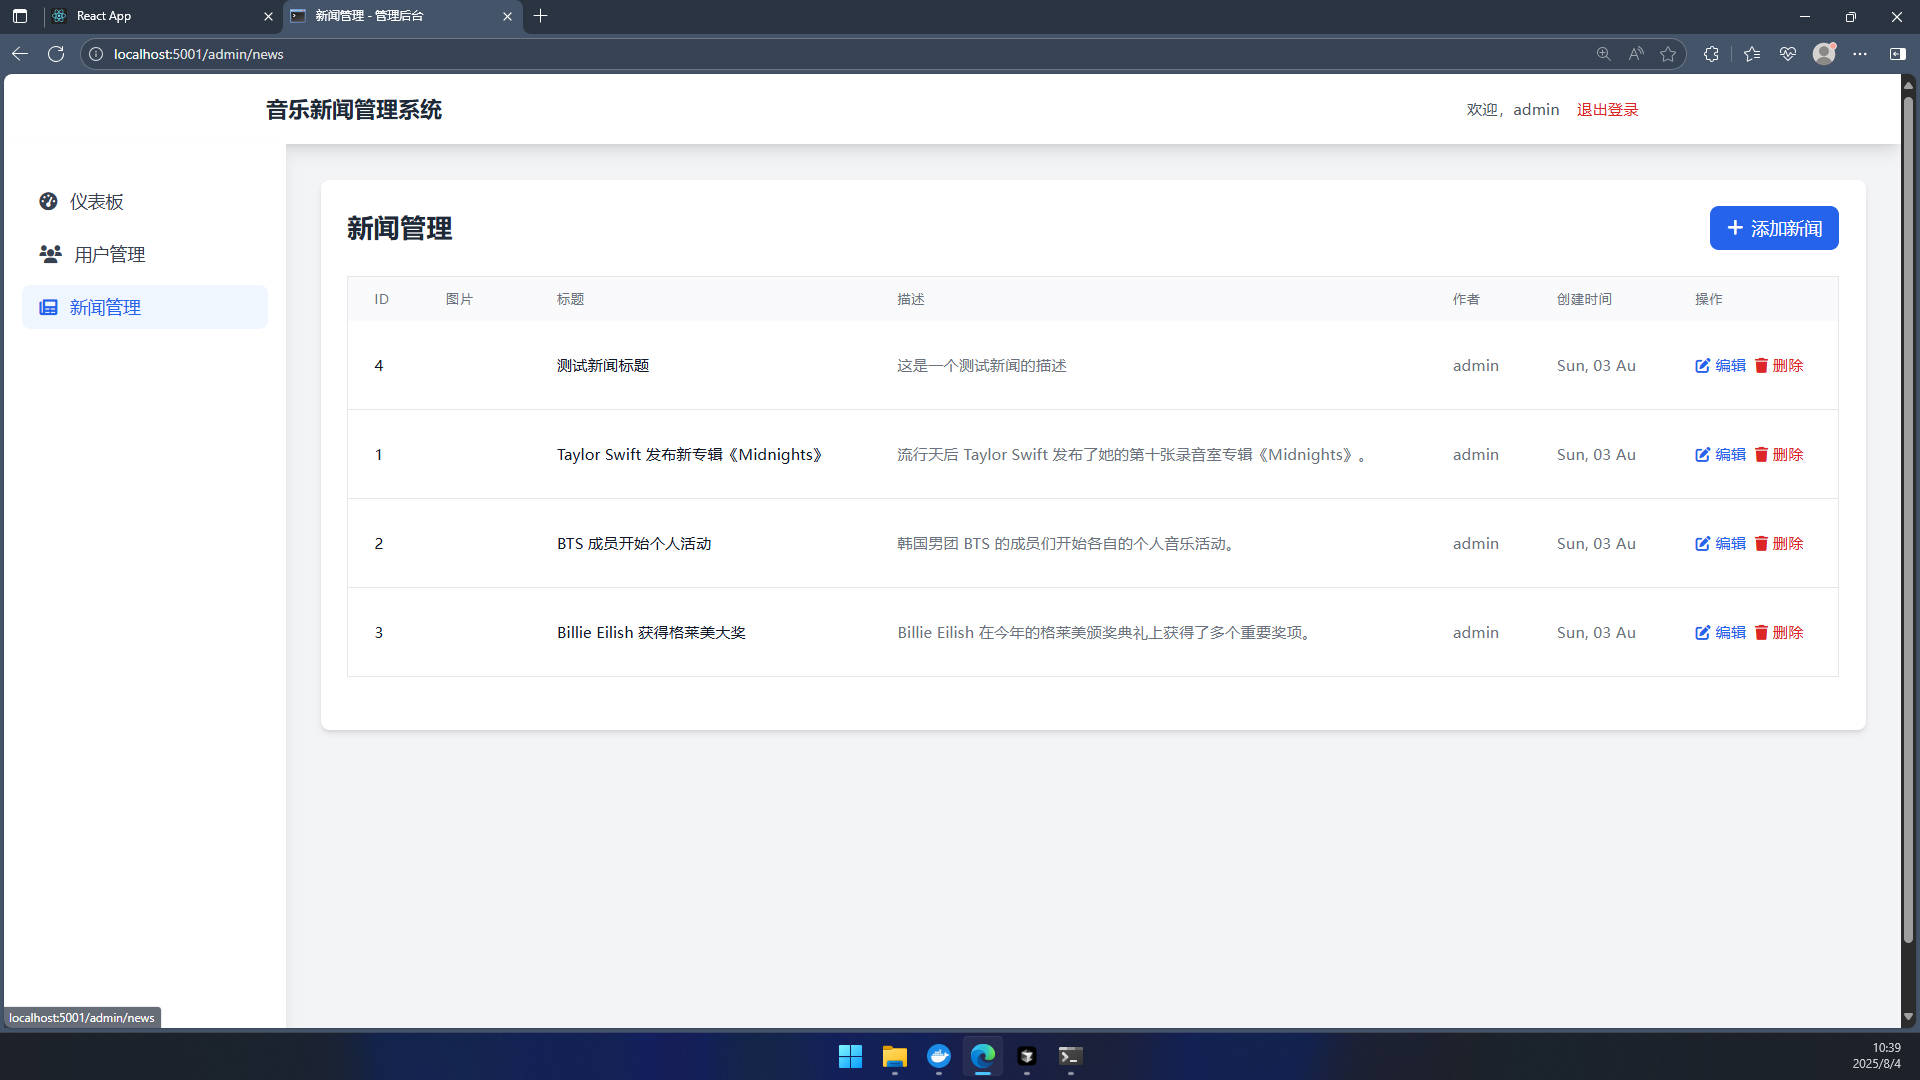 React App
新闻管理 - 管理后台
localhost:5001/admin/news
音乐新闻管理系统
欢迎，admin 退出登录
仪表板
用户管理
新闻管理
新闻管理
添加新闻
ID 图片 标题 描述 作者 创建时间 操作
4 测试新闻标题 这是一个测试新闻的描述 admin Sun, 03 Au 编辑 删除
1 Taylor Swift 发布新专辑《Midnights》 流行天后 Taylor Swift 发布了她的第十张录音室专辑《Midnights》。 admin Sun, 03 Au 编辑 删除
2 BTS 成员开始个人活动 韩国男团 BTS 的成员们开始各自的个人音乐活动。 admin Sun, 03 Au 编辑 删除
3 Billie Eilish 获得格莱美大奖 Billie Eilish 在今年的格莱美颁奖典礼上获得了多个重要奖项。 admin Sun, 03 Au 编辑 删除
localhost:5001/admin/news
10:39
2025/8/4